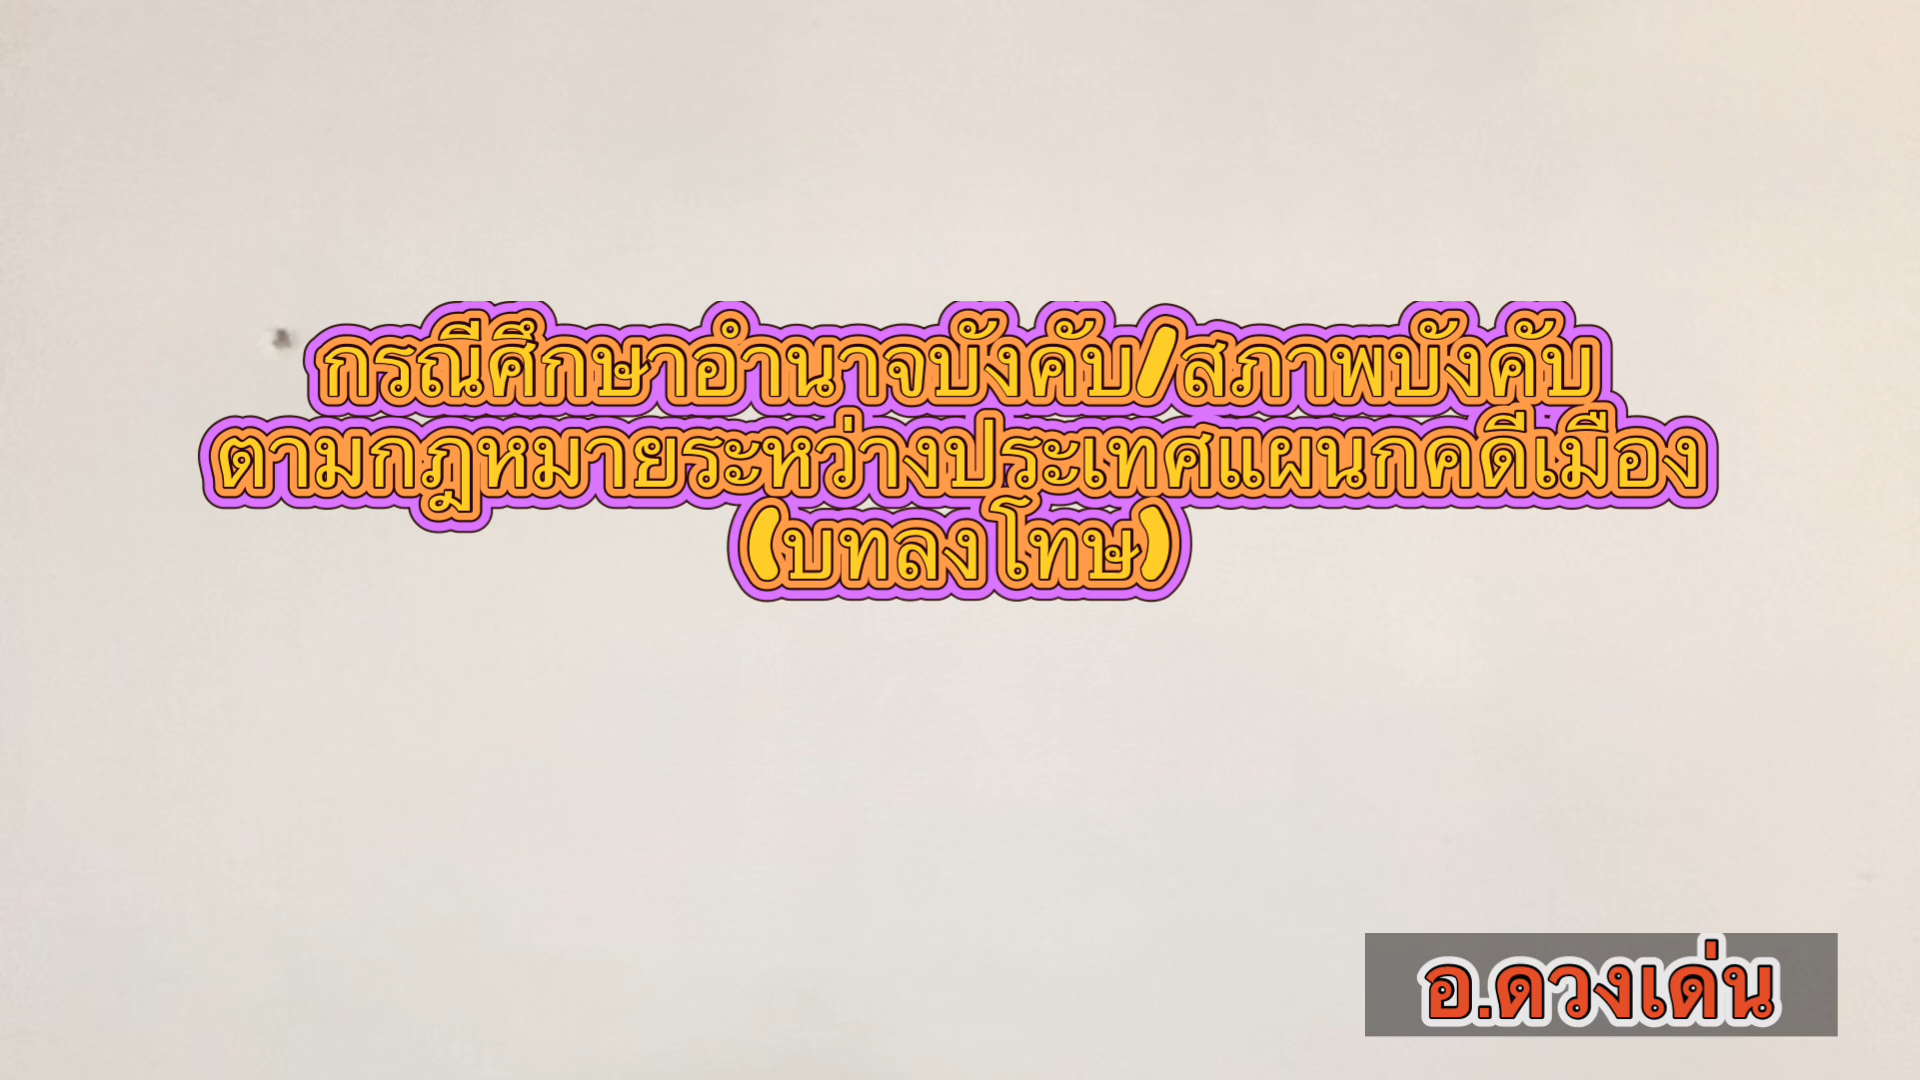 กรณีศึกษาอำนาจบังคับ/สภาพบังคับ
ตามกฎหมายระหว่างประเทศแผนกคดีเมือง
(บทลงโทษ)
อ.ดวงเด่น